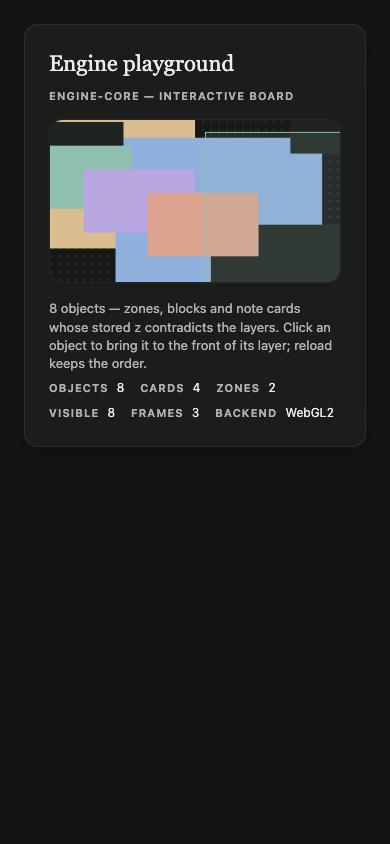 Engine playground
ENGINE-CORE — INTERACTIVE BOARD
8 objects — zones, blocks and note cards
whose stored z contradicts the layers. Click an
object to bring it to the front of its layer; reload
keeps the order.
OBJECTS 8 CARDS 4 ZONES 2
VISIBLE 8 FRAMES 3 BACKEND WebGL2